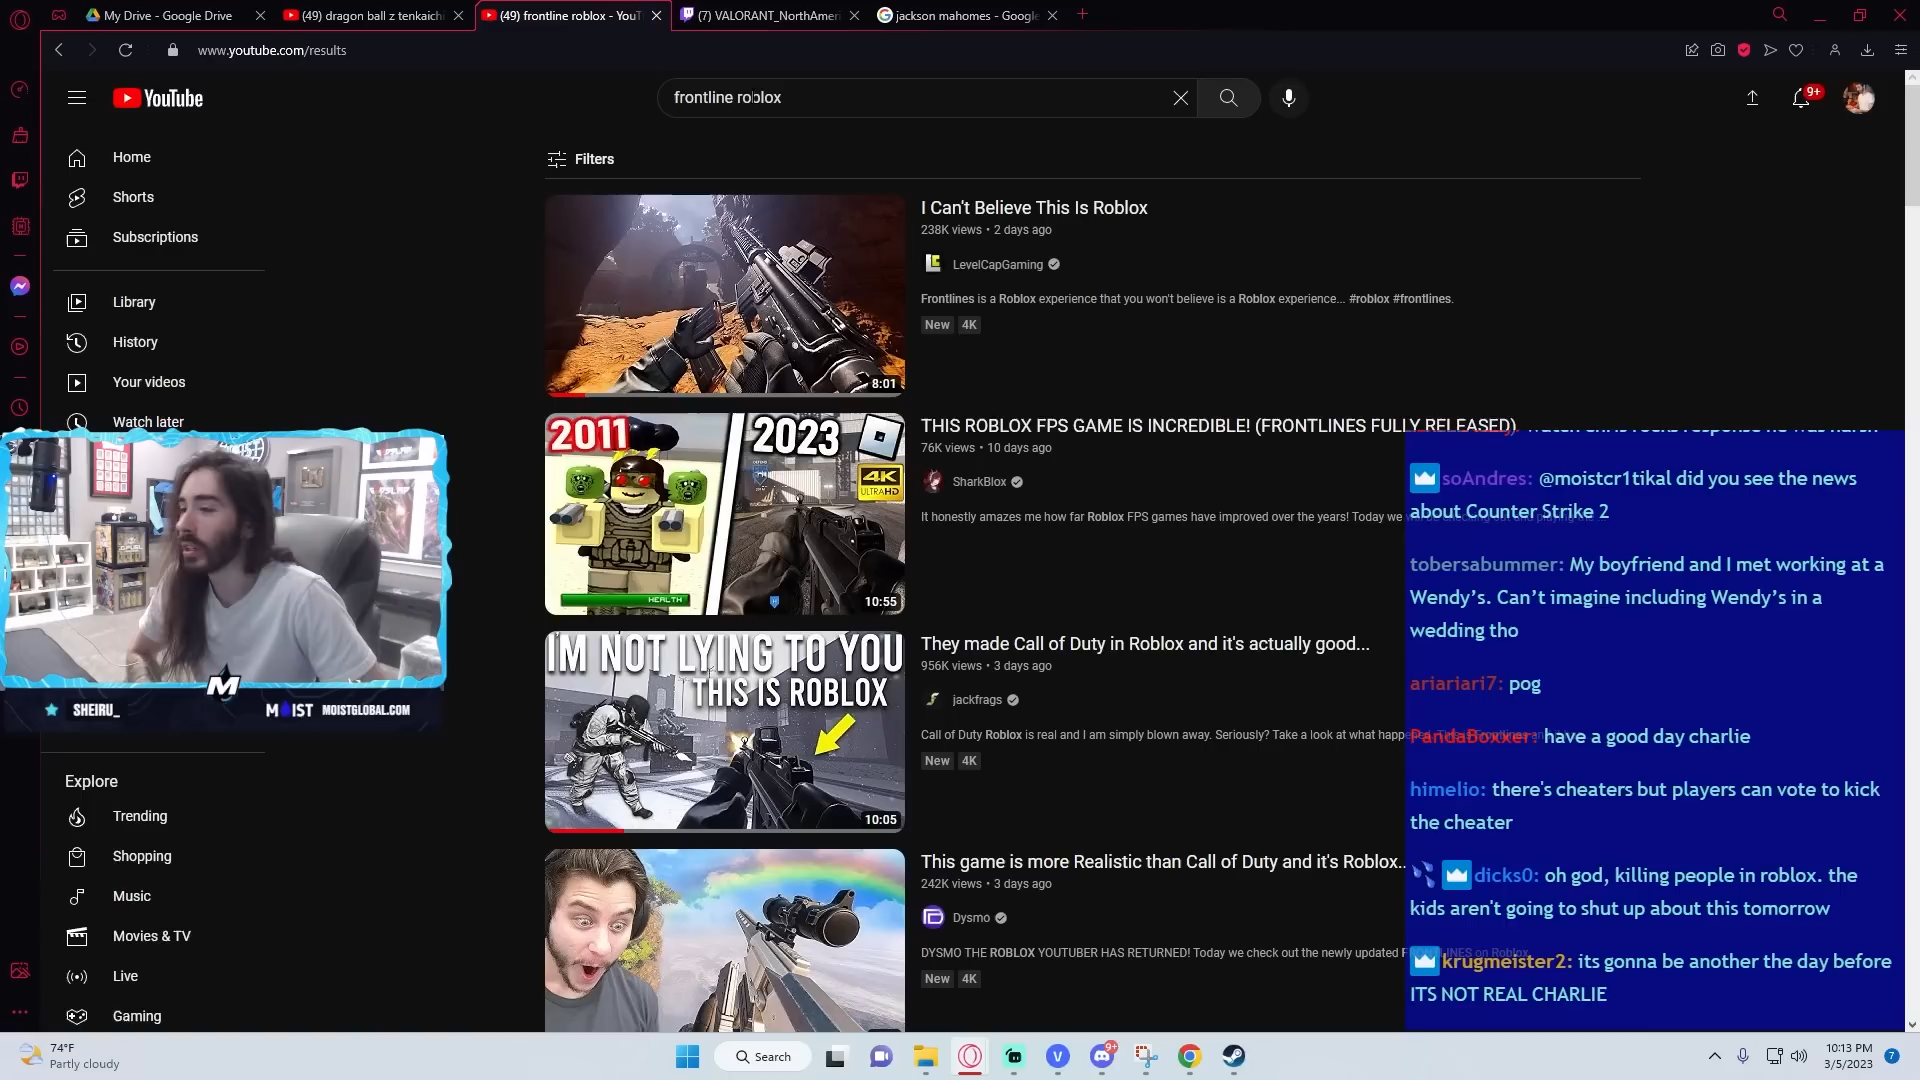 My Drive - Google Drive
(49) dragon ball z tenkaichi
(49) frontline roblox - YouT
(7) VALORANT_NorthAmeri
jackson mahomes - Google
www.youtube.com/results
YouTube
frontline roblox
9+
Home
Shorts
Subscriptions
Library
History
Your videos
Watch later
Filters
I Can't Believe This Is Roblox
238K views • 2 days ago
LevelCapGaming
Frontlines is a Roblox experience that you won't believe is a Roblox experience... #roblox #frontlines.
New 4K
8:01
2011
2023
4K
ULTRAHD
HEALTH
10:55
THIS ROBLOX FPS GAME IS INCREDIBLE! (FRONTLINES FULLY RELEASED)
76K views • 10 days ago
SharkBlox
It honestly amazes me how far Roblox FPS games have improved over the years! Today we
IM NOT LYING TO YOU
THIS IS ROBLOX
10:05
They made Call of Duty in Roblox and it's actually good...
956K views • 3 days ago
jackfrags
Call of Duty Roblox is real and I am simply blown away. Seriously? Take a look at what happe
New 4K
This game is more Realistic than Call of Duty and it's Roblox..
242K views • 3 days ago
Dysmo
DYSMO THE ROBLOX YOUTUBER HAS RETURNED! Today we check out the newly updated FRONTLINES on Roblox
New 4K
M
SHEIRU_
MOIST MOISTGLOBAL.COM
Explore
Trending
Shopping
Music
Movies & TV
Live
Gaming
soAndres: @moistcr1tikal did you see the news
about Counter Strike 2
tobersabummer: My boyfriend and I met working at a
Wendy's. Can't imagine including Wendy's in a
wedding tho
ariariari7: pog
PandaBoxxer: have a good day charlie
himelio: there's cheaters but players can vote to kick
the cheater
dicks0: oh god, killing people in roblox. the
kids aren't going to shut up about this tomorrow
krugmeister2: its gonna be another the day before
ITS NOT REAL CHARLIE
74°F
Partly cloudy
Search
9+
10:13 PM
3/5/2023
7